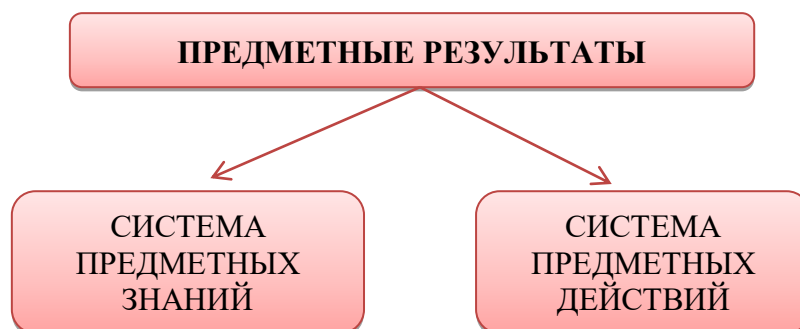 ПРЕДМЕТНЫЕ РЕЗУЛЬТАТЫ
СИСТЕМА
ПРЕДМЕТНЫХ
ЗНАНИЙ
СИСТЕМА
ПРЕДМЕТНЫХ
ДЕЙСТВИЙ